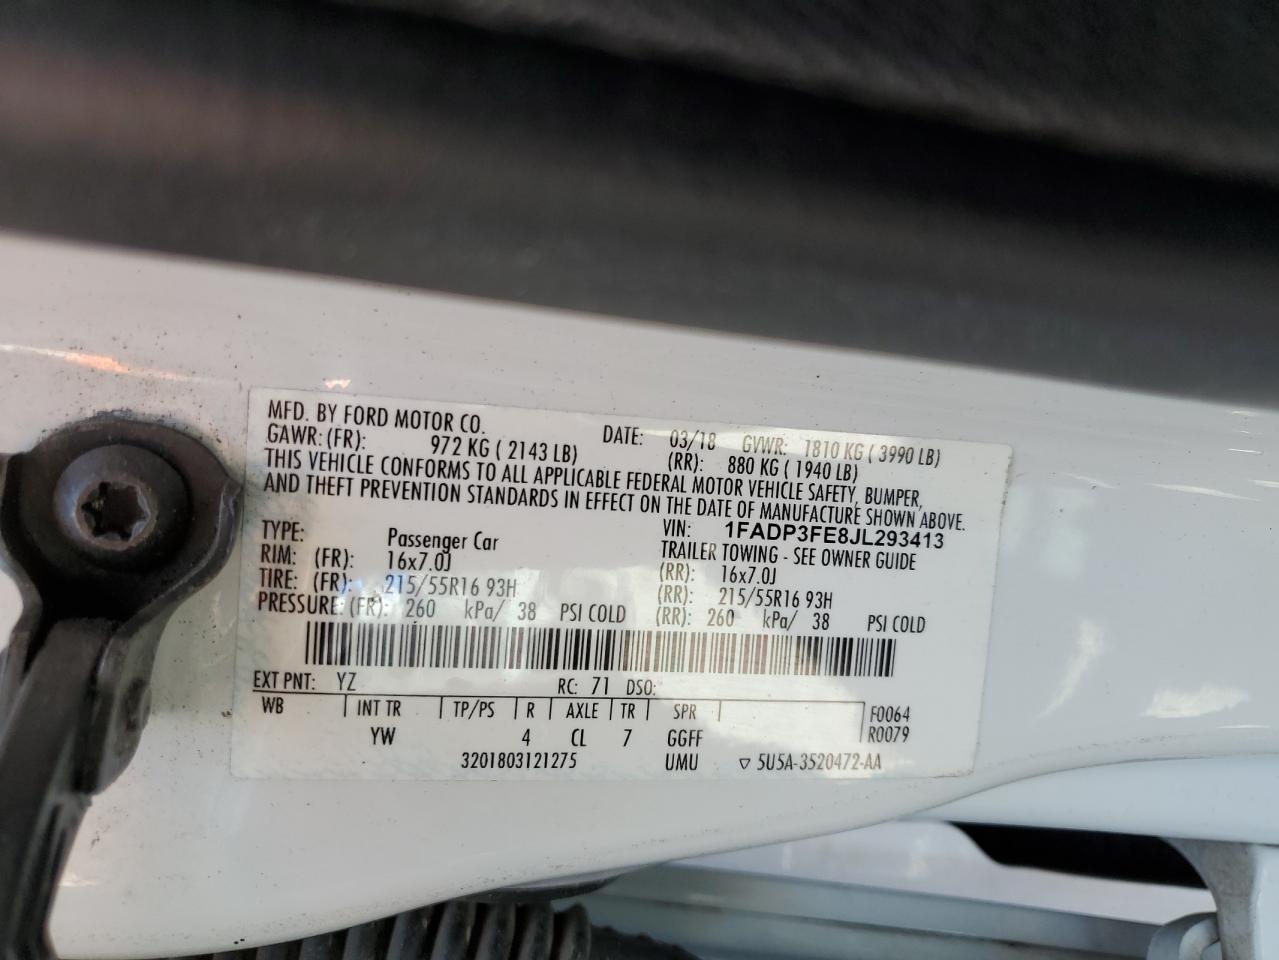 MFD. BY FORD MOTOR CO. DATE: 03/18 GVWR: 1810 KG ( 3990 LB)
GAWR: (FR): 972 KG ( 2143 LB) (RR): 880 KG ( 1940 LB)
THIS VEHICLE CONFORMS TO ALL APPLICABLE FEDERAL MOTOR VEHICLE SAFETY, BUMPER,
AND THEFT PREVENTION STANDARDS IN EFFECT ON THE DATE OF MANUFACTURE SHOWN ABOVE.
VIN: 1FADP3FE8JL293413
TYPE: Passenger Car TRAILER TOWING - SEE OWNER GUIDE
RIM: (FR): 16x7.0J (RR): 16x7.0J
TIRE: (FR): 215/55R16 93H (RR): 215/55R16 93H
PRESSURE: (FR): 260 kPa/ 38 PSI COLD (RR): 260 kPa/ 38 PSI COLD
EXT PNT: YZ RC: 71 DSO:
WB INT TR TP/PS R AXLE TR SPR F0064
YW 4 CL 7 GGFF R0079
3201803121275 UMU ▽ 5U5A-3520472-AA